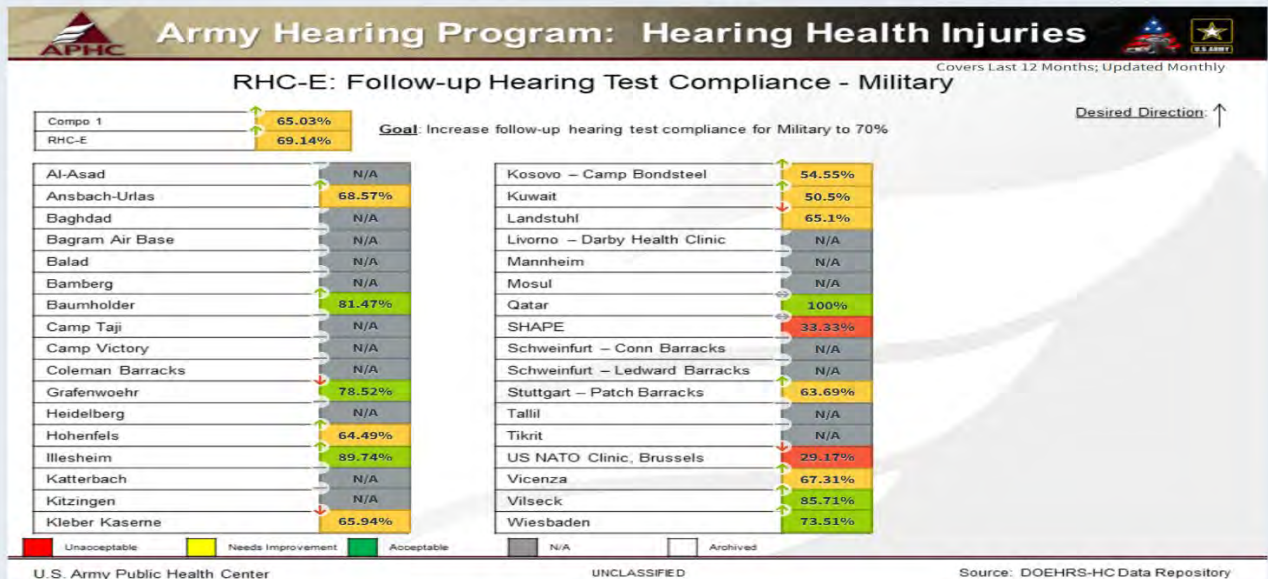 APHC
Army Hearing Program: Hearing Health Injuries
U.S. ARMY
Covers Last 12 Months; Updated Monthly
RHC-E: Follow-up Hearing Test Compliance - Military
Desired Direction:
Compo 1 65.03%
RHC-E 69.14%
Goal: Increase follow-up hearing test compliance for Military to 70%
Al-Asad N/A
Ansbach-Urlas 68.57%
Baghdad N/A
Bagram Air Base N/A
Balad N/A
Bamberg N/A
Baumholder 81.47%
Camp Taji N/A
Camp Victory N/A
Coleman Barracks N/A
Grafenwoehr 78.52%
Heidelberg N/A
Hohenfels 64.49%
Illesheim 89.74%
Katterbach N/A
Kitzingen N/A
Kleber Kaserne 65.94%
Kosovo – Camp Bondsteel 54.55%
Kuwait 50.5%
Landstuhl 65.1%
Livorno – Darby Health Clinic N/A
Mannheim N/A
Mosul N/A
Qatar 100%
SHAPE 33.33%
Schweinfurt – Conn Barracks N/A
Schweinfurt – Ledward Barracks N/A
Stuttgart – Patch Barracks 63.69%
Tallil N/A
Tikrit N/A
US NATO Clinic, Brussels 29.17%
Vicenza 67.31%
Vilseck 85.71%
Wiesbaden 73.51%
Unacceptable Needs Improvement Acceptable N/A Archived
U.S. Army Public Health Center UNCLASSIFIED Source: DOEHRS-HC Data Repository